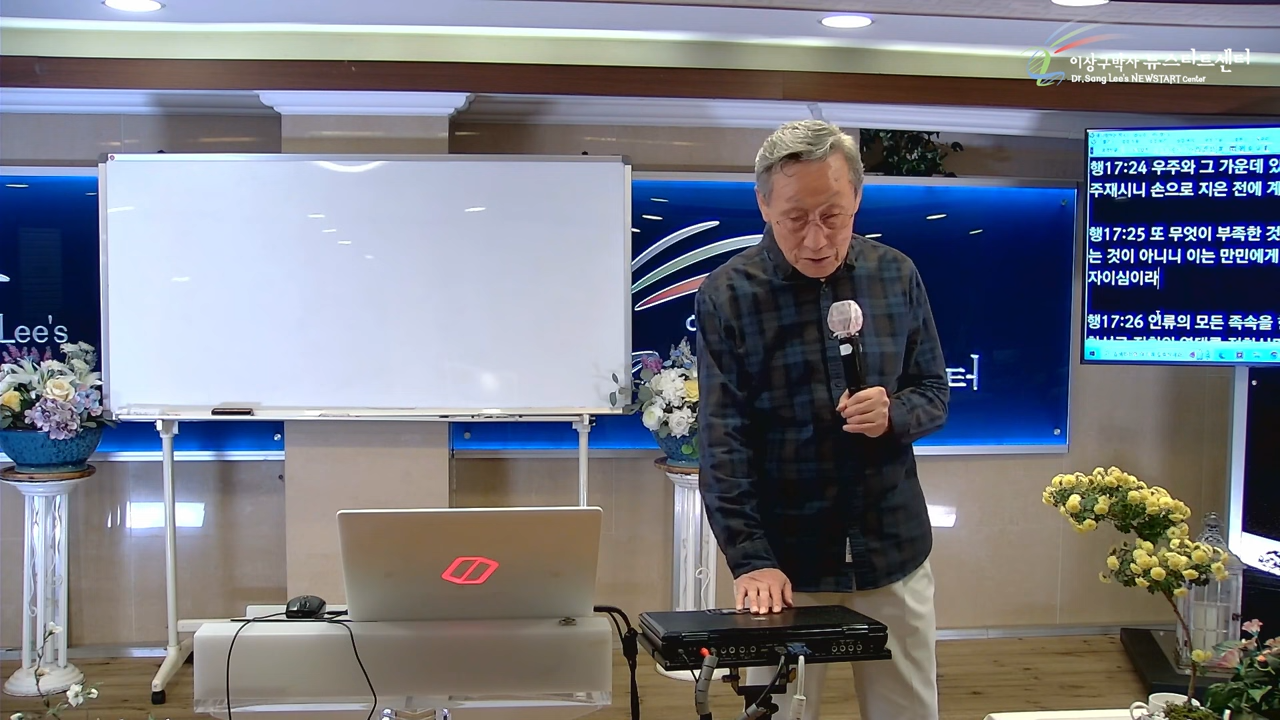 이상구박사 뉴스타트센터
Dr. Sang Lee's NEWSTART Center
행17:24 우주와 그 가운데 있
주재시니 손으로 지은 전에 계
행17:25 또 무엇이 부족한 것
는 것이 아니니 이는 만민에게
자이심이라
행17:26 인류의 모든 족속을
Lee's
터